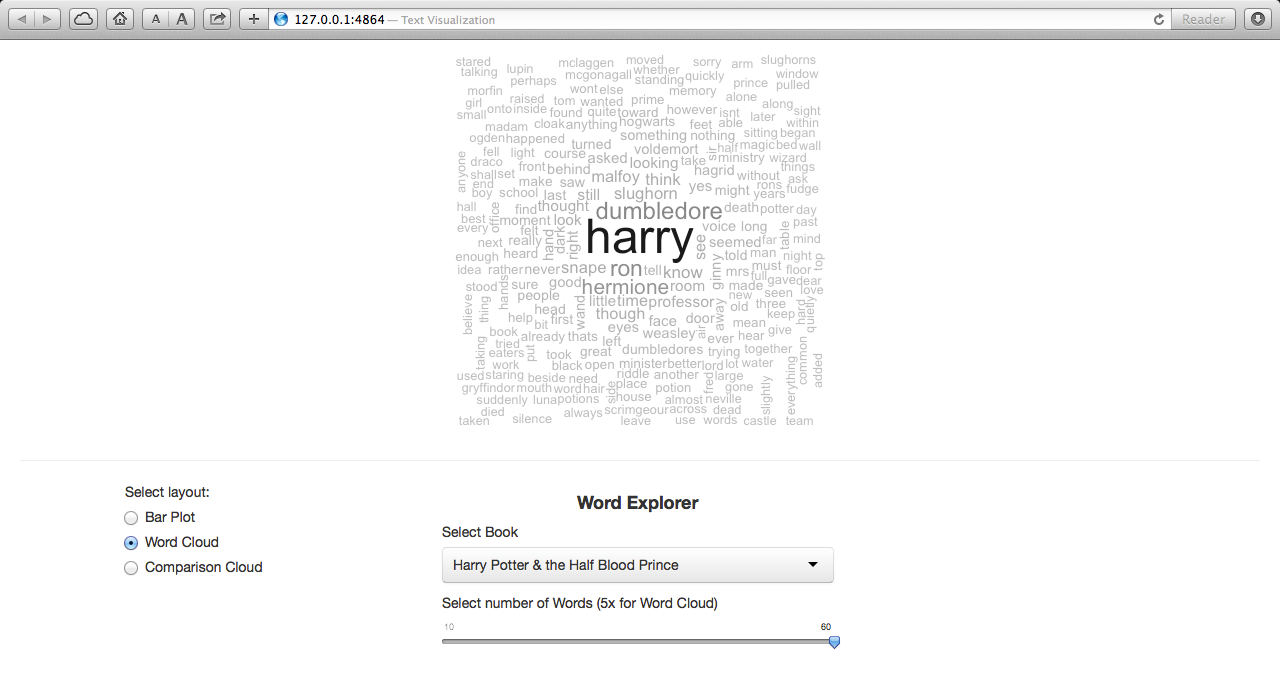 A A 127.0.0.1:4864 — Text Visualization Reader
stared mclaggen moved sorry arm slughorns
talking lupin mcgonagall whether quickly window
perhaps standing prince pulled
morfin wont else memory
girl raised tom wanted prime alone along
small onto inside found quite toward however isnt sight
madam cloak anything hogwarts feet able later within
ogden happened something nothing sitting began
fell light course turned voldemort sir half magic bed wall
anyone draco asked looking take ministry wizard
shall set front behind malfoy think hagrid without things
end make saw yes rons ask
boy school last still slughorn might years fudge
hall office find thought dumbledore death potter day
best moment look voice long past
every felt hand dark right harry see seemed far table mind
next really told man night top
enough heard ginny must
idea rather never snape ron tell know mrs full floor
stood hands sure good hermione room made gave dear
believe thing people little time professor new seen love
head wand though away old three hard quietly
help bit first face door mean keep
book already thats eyes weasley air ever hear give
taking tried put left
eaters took great dumbledores trying together common
work black open minister better lord lot water added
used staring beside need riddle another fred large everything
gryffindor mouth word hair side place potion gone slightly
suddenly luna potions house almost neville
died always scrimgeour across dead
taken silence leave use words castle team
Select layout:
Bar Plot
Word Cloud
Comparison Cloud
Word Explorer
Select Book
Harry Potter & the Half Blood Prince
Select number of Words (5x for Word Cloud)
10 60